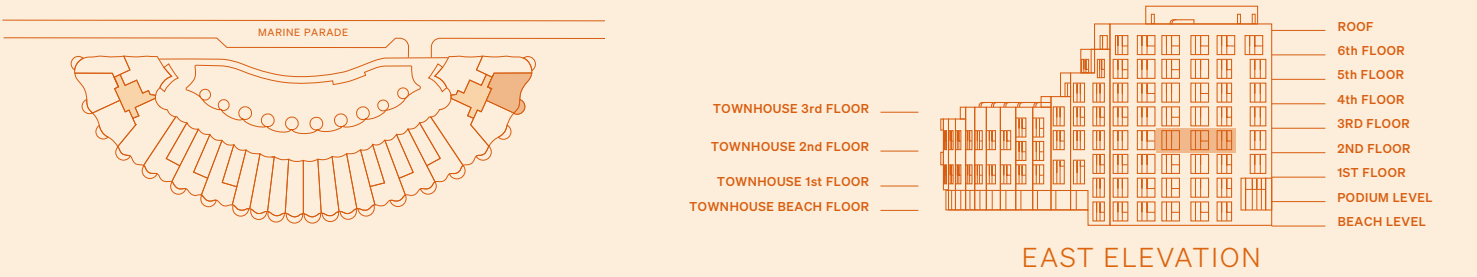 MARINE PARADE
TOWNHOUSE 3rd FLOOR
TOWNHOUSE 2nd FLOOR
TOWNHOUSE 1st FLOOR
TOWNHOUSE BEACH FLOOR
ROOF
6th FLOOR
5th FLOOR
4th FLOOR
3RD FLOOR
2ND FLOOR
1ST FLOOR
PODIUM LEVEL
BEACH LEVEL
EAST ELEVATION